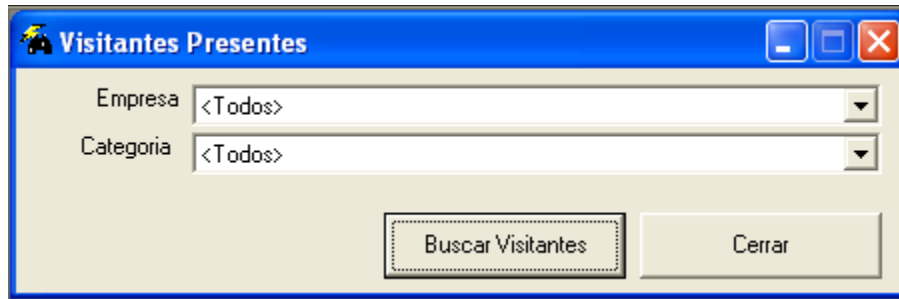 Visitantes Presentes
Empresa <Todos>
Categoria <Todos>
Buscar Visitantes Cerrar